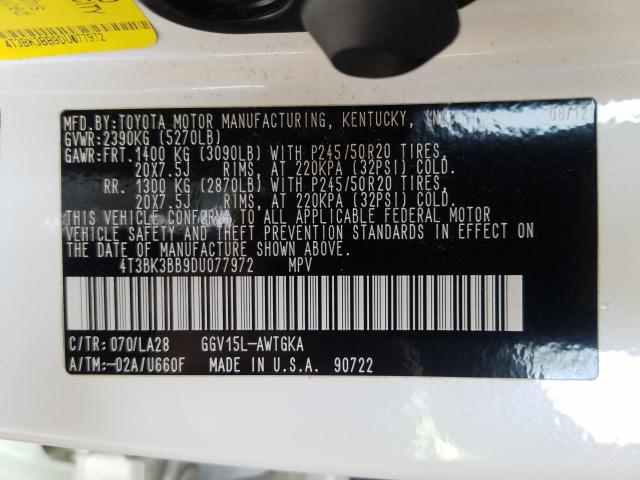 4T3BK3BB9DU077972
MFD.BY:TOYOTA MOTOR MANUFACTURING, KENTUCKY, INC. 08/12
GVWR:2390KG (5270LB)
GAWR:FRT. 1400 KG (3090LB) WITH P245/50R20 TIRES,
20X7.5J RIMS, AT 220KPA (32PSI) COLD.
RR. 1300 KG (2870LB) WITH P245/50R20 TIRES,
20X7.5J RIMS, AT 220KPA (32PSI) COLD.
THIS VEHICLE CONFORMS TO ALL APPLICABLE FEDERAL MOTOR
VEHICLE SAFETY AND THEFT PREVENTION STANDARDS IN EFFECT ON
THE DATE OF MANUFACTURE SHOWN ABOVE.
4T3BK3BB9DU077972 MPV
C/TR: 070/LA28 GGV15L-AWTGKA
A/TM:-02A/U660F MADE IN U.S.A. 90722